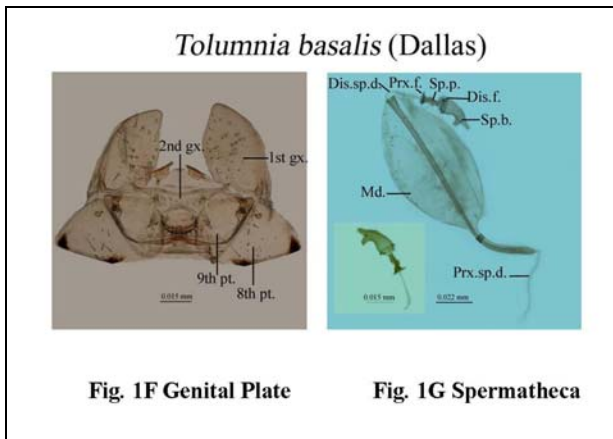 Tolumnia basalis (Dallas)
2nd gx.
1st gx.
9th pt.
8th pt.
0.015 mm
Dis.sp.d. Prx.f. Sp.p.
Dis.f.
Sp.b.
Md.
Prx.sp.d.
0.015 mm
0.022 mm
Fig. 1F Genital Plate
Fig. 1G Spermatheca